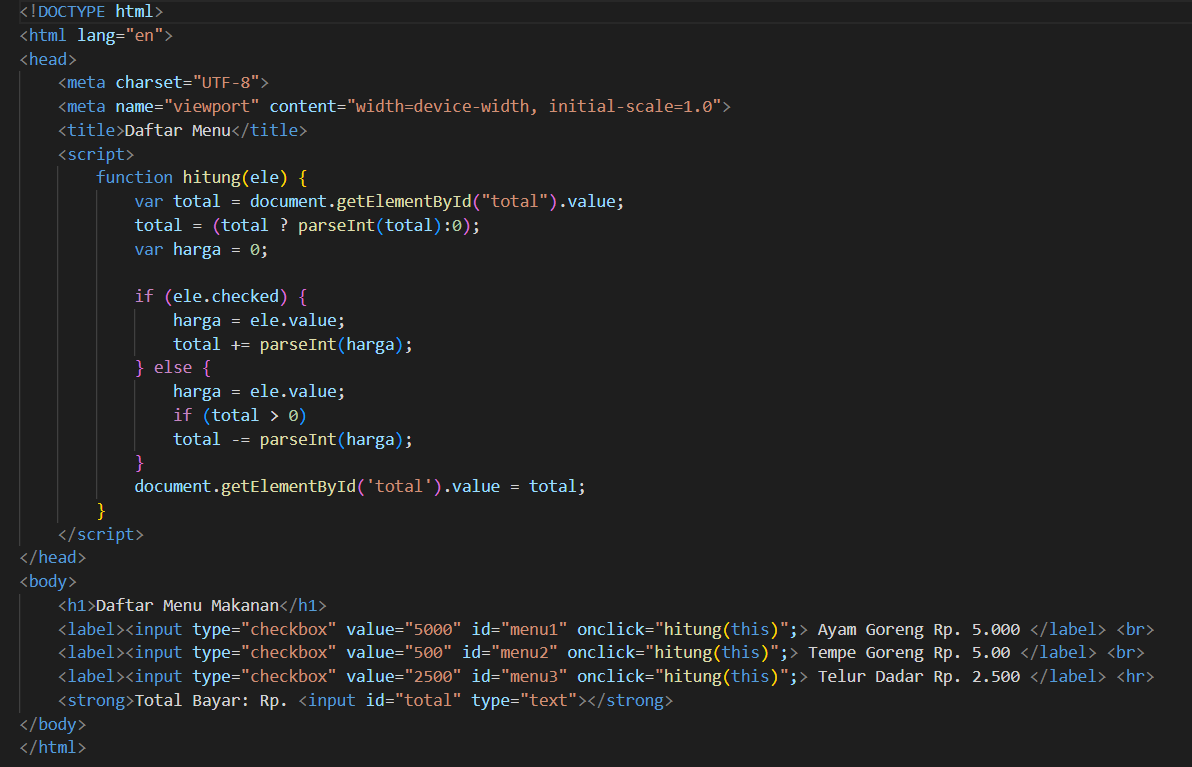 <!DOCTYPE html>
<html lang="en">
<head>
    <meta charset="UTF-8">
    <meta name="viewport" content="width=device-width, initial-scale=1.0">
    <title>Daftar Menu</title>
    <script>
        function hitung(ele) {
            var total = document.getElementById("total").value;
            total = (total ? parseInt(total):0);
            var harga = 0;

            if (ele.checked) {
                harga = ele.value;
                total += parseInt(harga);
            } else {
                harga = ele.value;
                if (total > 0)
                total -= parseInt(harga);
            }
            document.getElementById('total').value = total;
        }
    </script>
</head>
<body>
    <h1>Daftar Menu Makanan</h1>
    <label><input type="checkbox" value="5000" id="menu1" onclick="hitung(this)";> Ayam Goreng Rp. 5.000 </label> <br>
    <label><input type="checkbox" value="500" id="menu2" onclick="hitung(this)";> Tempe Goreng Rp. 5.00 </label> <br>
    <label><input type="checkbox" value="2500" id="menu3" onclick="hitung(this)";> Telur Dadar Rp. 2.500 </label> <hr>
    <strong>Total Bayar: Rp. <input id="total" type="text"></strong>
</body>
</html>